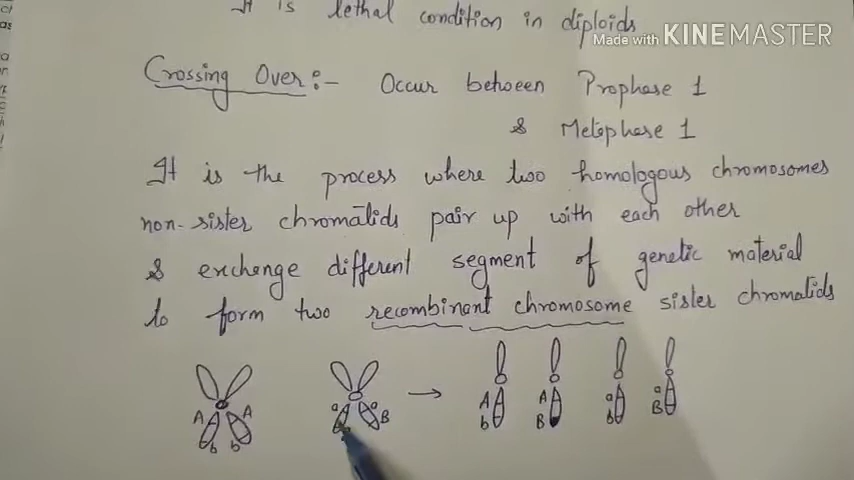 It is lethal condition in diploids
Made with KINEMASTER
Crossing Over:- Occur between Prophase 1
& Metaphase 1
It is the process where two homologous chromosomes
non-sister chromatids pair up with each other
& exchange different segment of genetic material
to form two recombinant chromosome sister chromatids
A A a a B
b b
A A a a
b B b B